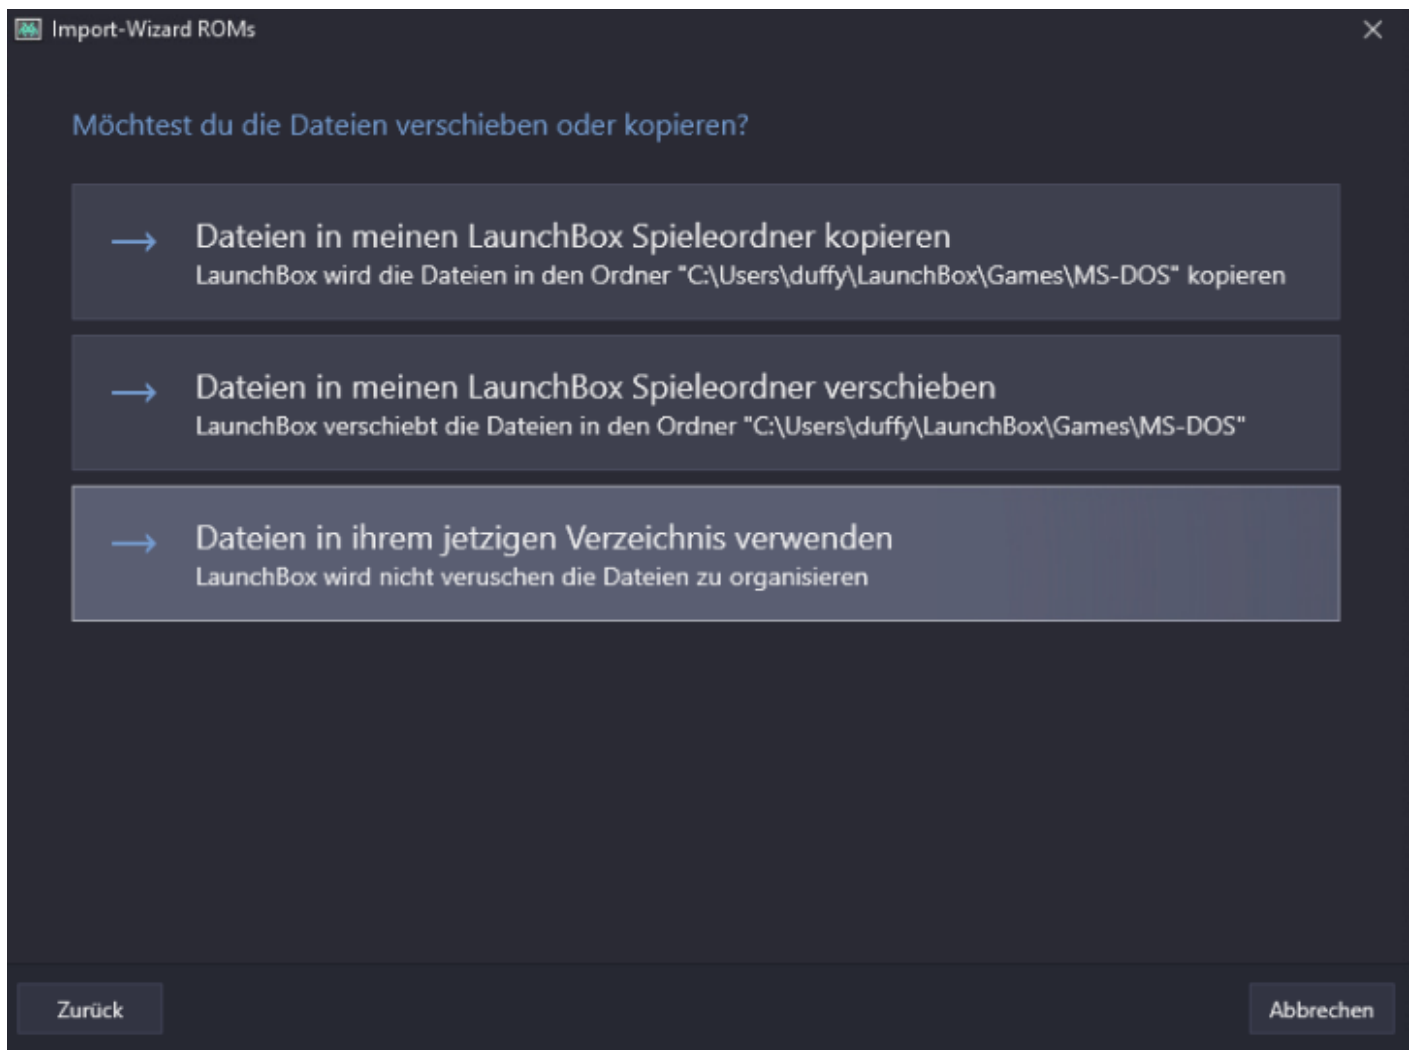 Import-Wizard ROMs
Möchtest du die Dateien verschieben oder kopieren?
Dateien in meinen LaunchBox Spieleordner kopieren
LaunchBox wird die Dateien in den Ordner "C:\Users\duffy\LaunchBox\Games\MS-DOS" kopieren
Dateien in meinen LaunchBox Spieleordner verschieben
LaunchBox verschiebt die Dateien in den Ordner "C:\Users\duffy\LaunchBox\Games\MS-DOS"
Dateien in ihrem jetzigen Verzeichnis verwenden
LaunchBox wird nicht veruschen die Dateien zu organisieren
Zurück
Abbrechen